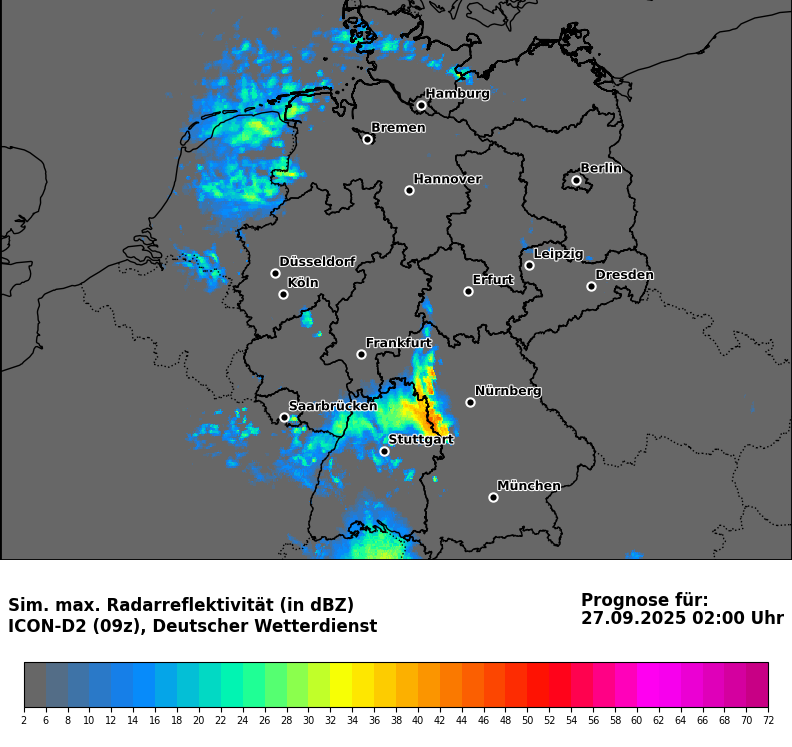 Hamburg
Bremen
Berlin
Hannover
Leipzig
Düsseldorf
Dresden
Erfurt
Köln
Frankfurt
Nürnberg
Saarbrücken
Stuttgart
München
Sim. max. Radarreflektivität (in dBZ)
ICON-D2 (09z), Deutscher Wetterdienst
Prognose für:
27.09.2025 02:00 Uhr
2 6 8 10 12 14 16 18 20 22 24 26 28 30 32 34 36 38 40 42 44 46 48 50 52 54 56 58 60 62 64 66 68 70 72